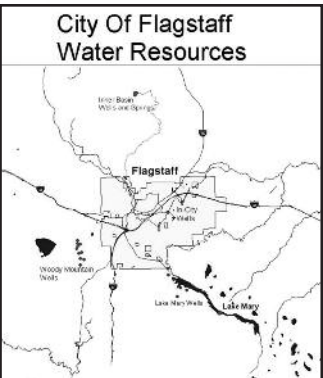 City Of Flagstaff
Water Resources
Inner Basin
Wells and Springs
Flagstaff
In-City
Wells
Woody Mountain
Wells
Lake Mary Wells
Lake Mary